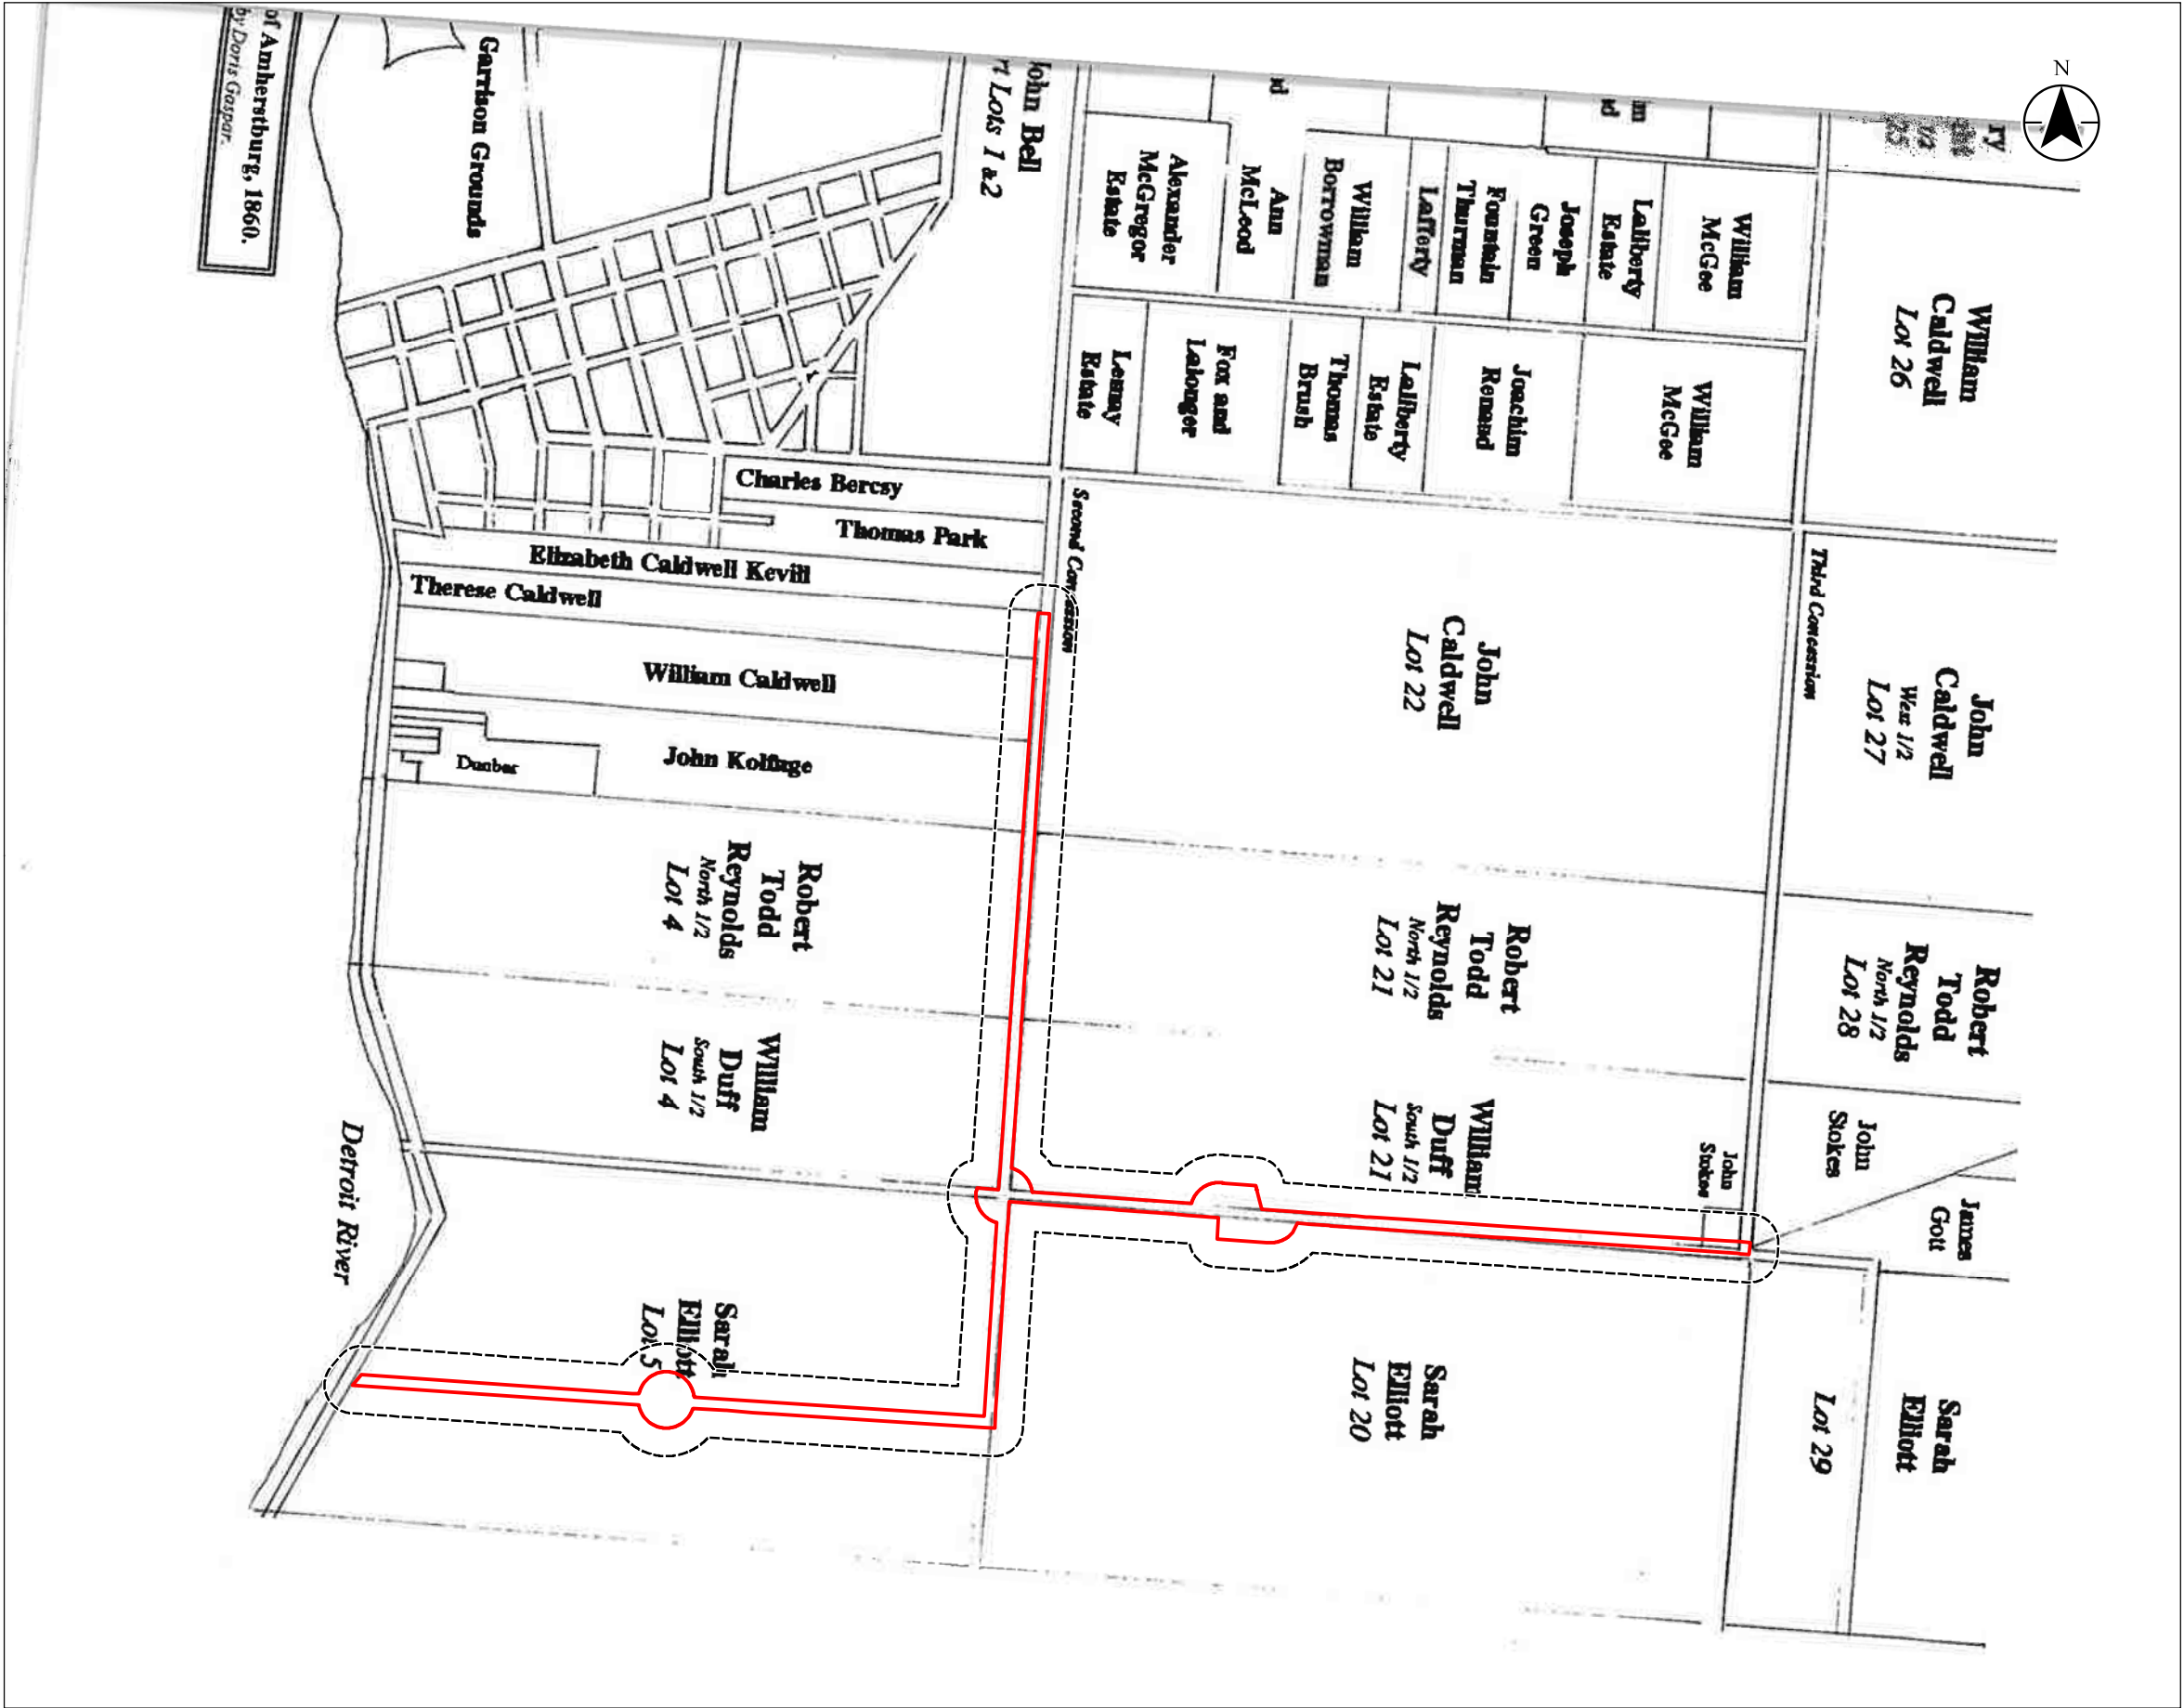 N
of Amherstburg, 1860.
by Doris Gaspar.
Garrison Grounds
John Bell
rt Lots 1 & 2
Alexander
McGregor
Estate
Ann
McLeod
William
Borrowman
Lafferty
Fountain
Thurman
Joseph
Green
Laliberty
Estate
William
McGee
ry
William
Caldwell
Lot 26
Lemay
Estate
Fox and
Lalonger
Thomas
Brush
Laliberty
Estate
Joachim
Renaud
William
McGee
Charles Bercsy
Thomas Park
Elizabeth Caldwell Kevill
Therese Caldwell
William Caldwell
John Kolfage
Dunbar
Second Concession
Third Concession
John
Caldwell
Lot 22
John
Caldwell
West 1/2
Lot 27
Robert
Todd
Reynolds
North 1/2
Lot 4
Robert
Todd
Reynolds
North 1/2
Lot 21
Robert
Todd
Reynolds
North 1/2
Lot 28
William
Duff
South 1/2
Lot 4
William
Duff
South 1/2
Lot 21
John
Stokes
John
Stokes
James
Gott
Detroit River
Sarah
Elliott
Lot 5
Sarah
Elliott
Lot 20
Lot 29
Sarah
Elliott